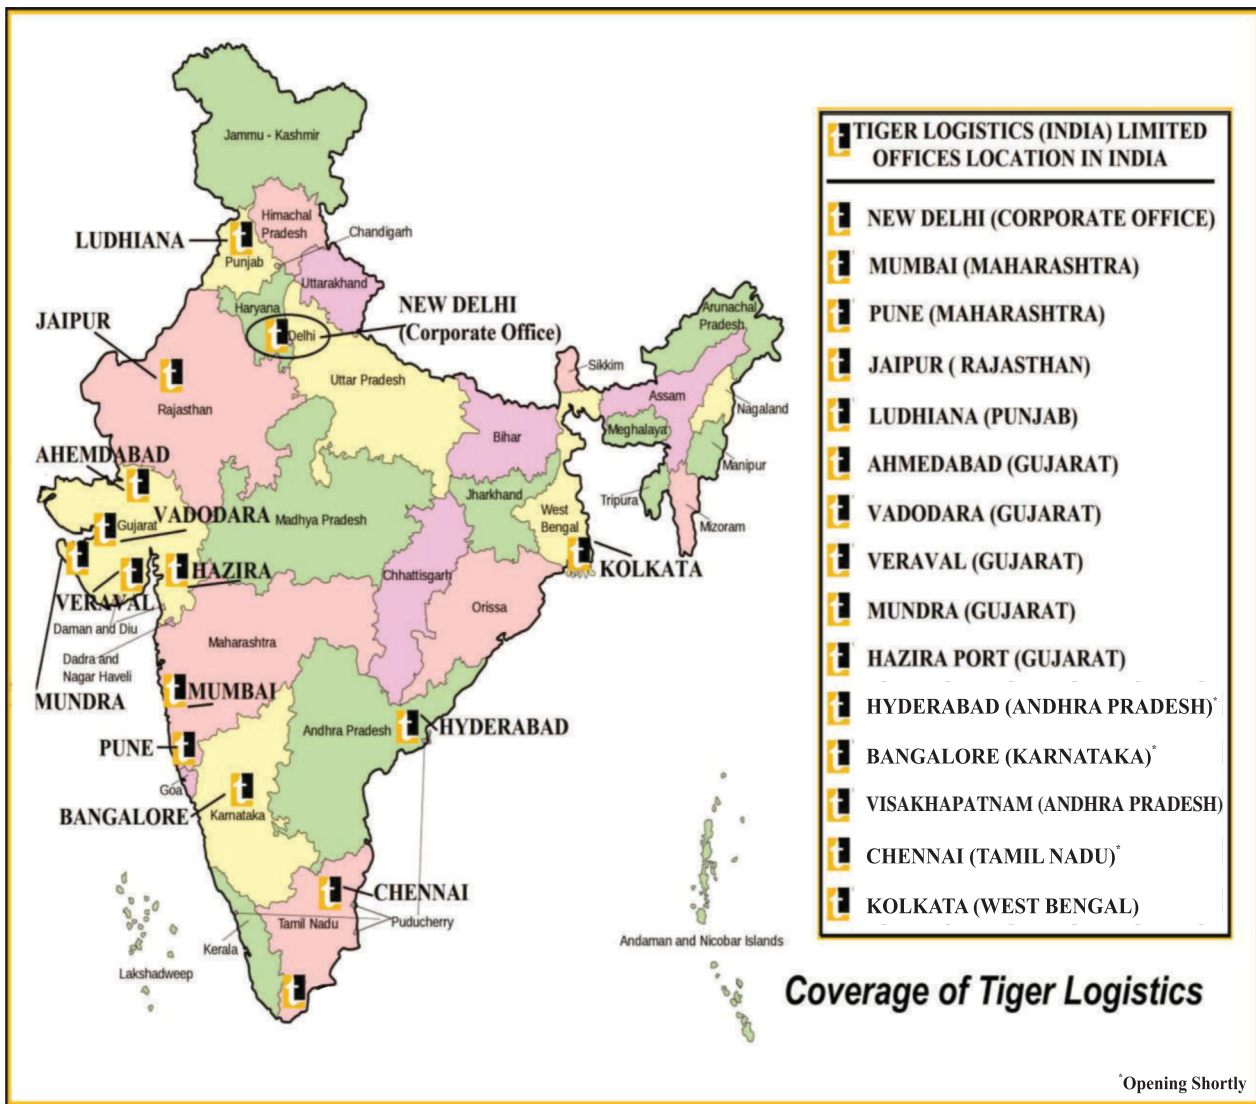 Jammu - Kashmir
Himachal
Pradesh
LUDHIANA
Chandigarh
Punjab
Uttarakhand
Haryana
NEW DELHI
(Corporate Office)
JAIPUR
Delhi
Arunachal
Pradesh
Sikkim
Uttar Pradesh
Rajasthan
Assam
Nagaland
Meghalaya
Bihar
AHEMDABAD
Manipur
Jharkhand
Tripura
Gujarat
VADODARA
Madhya Pradesh
West
Bengal
Mizoram
HAZIRA
Chhattisgarh
KOLKATA
VERAVAL
Orissa
Daman and Diu
Maharashtra
Dadra and
Nagar Haveli
MUNDRA
MUMBAI
Andhra Pradesh
HYDERABAD
PUNE
Goa
BANGALORE
Karnataka
CHENNAI
Tamil Nadu
Puducherry
Kerala
Lakshadweep
Andaman and Nicobar Islands
t TIGER LOGISTICS (INDIA) LIMITED
OFFICES LOCATION IN INDIA
t NEW DELHI (CORPORATE OFFICE)
t MUMBAI (MAHARASHTRA)
t PUNE (MAHARASHTRA)
t JAIPUR ( RAJASTHAN)
t LUDHIANA (PUNJAB)
t AHMEDABAD (GUJARAT)
t VADODARA (GUJARAT)
t VERAVAL (GUJARAT)
t MUNDRA (GUJARAT)
t HAZIRA PORT (GUJARAT)
t HYDERABAD (ANDHRA PRADESH)*
t BANGALORE (KARNATAKA)*
t VISAKHAPATNAM (ANDHRA PRADESH)
t CHENNAI (TAMIL NADU)*
t KOLKATA (WEST BENGAL)
Coverage of Tiger Logistics
*Opening Shortly